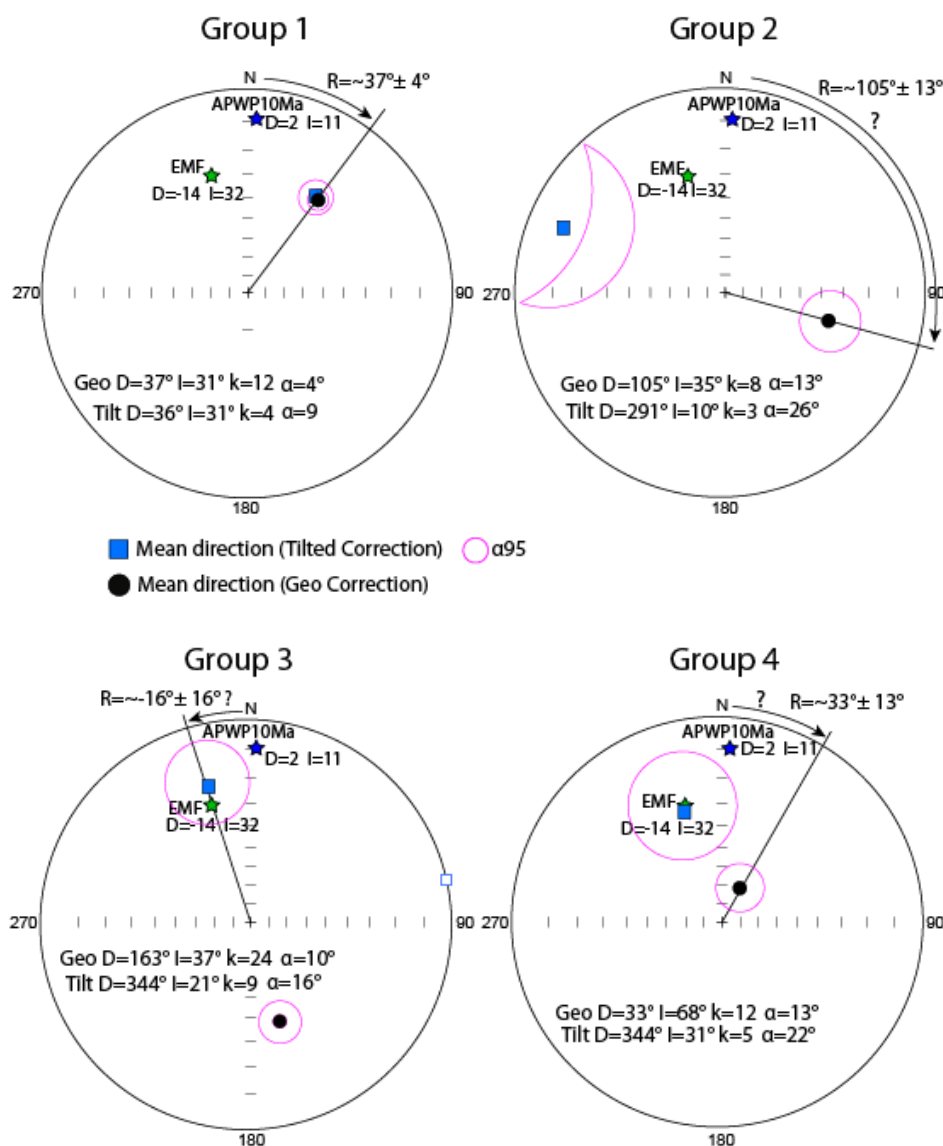 Group 1
Group 2
N
R=~37°± 4°
APWP10Ma
D=2 I=11
EMF
D=-14 I=32
270
90
Geo D=37° I=31° k=12 α=4°
Tilt D=36° I=31° k=4 α=9
180
N
R=~105°± 13°
?
APWP10Ma
D=2 I=11
EMF
D=-14 I=32
270
90
Geo D=105° I=35° k=8 α=13°
Tilt D=291° I=10° k=3 α=26°
180
Mean direction (Tilted Correction)
α95
Mean direction (Geo Correction)
Group 3
Group 4
R=~-16°± 16° ?
N
APWP10Ma
D=2 I=11
EMF
D=-14 I=32
270
90
Geo D=163° I=37° k=24 α=10°
Tilt D=344° I=21° k=9 α=16°
180
N
?
R=~33°± 13°
APWP10Ma
D=2 I=11
EMF
D=-14 I=32
270
90
Geo D=33° I=68° k=12 α=13°
Tilt D=344° I=31° k=5 α=22°
180